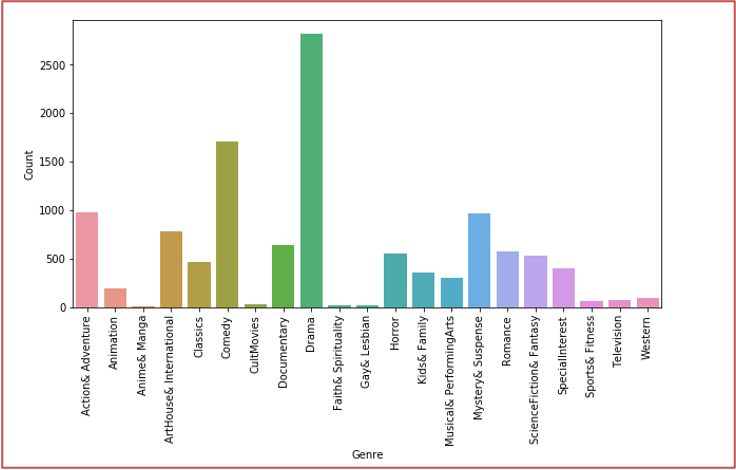 2500
2000
1500
1000
500
0
Count
Action& Adventure
Animation
Anime& Manga
ArtHouse& International
Classics
Comedy
CultMovies
Documentary
Drama
Faith& Spirituality
Gay& Lesbian
Horror
Kids& Family
Musical& PerformingArts
Mystery& Suspense
Romance
ScienceFiction& Fantasy
SpecialInterest
Sports& Fitness
Television
Western
Genre